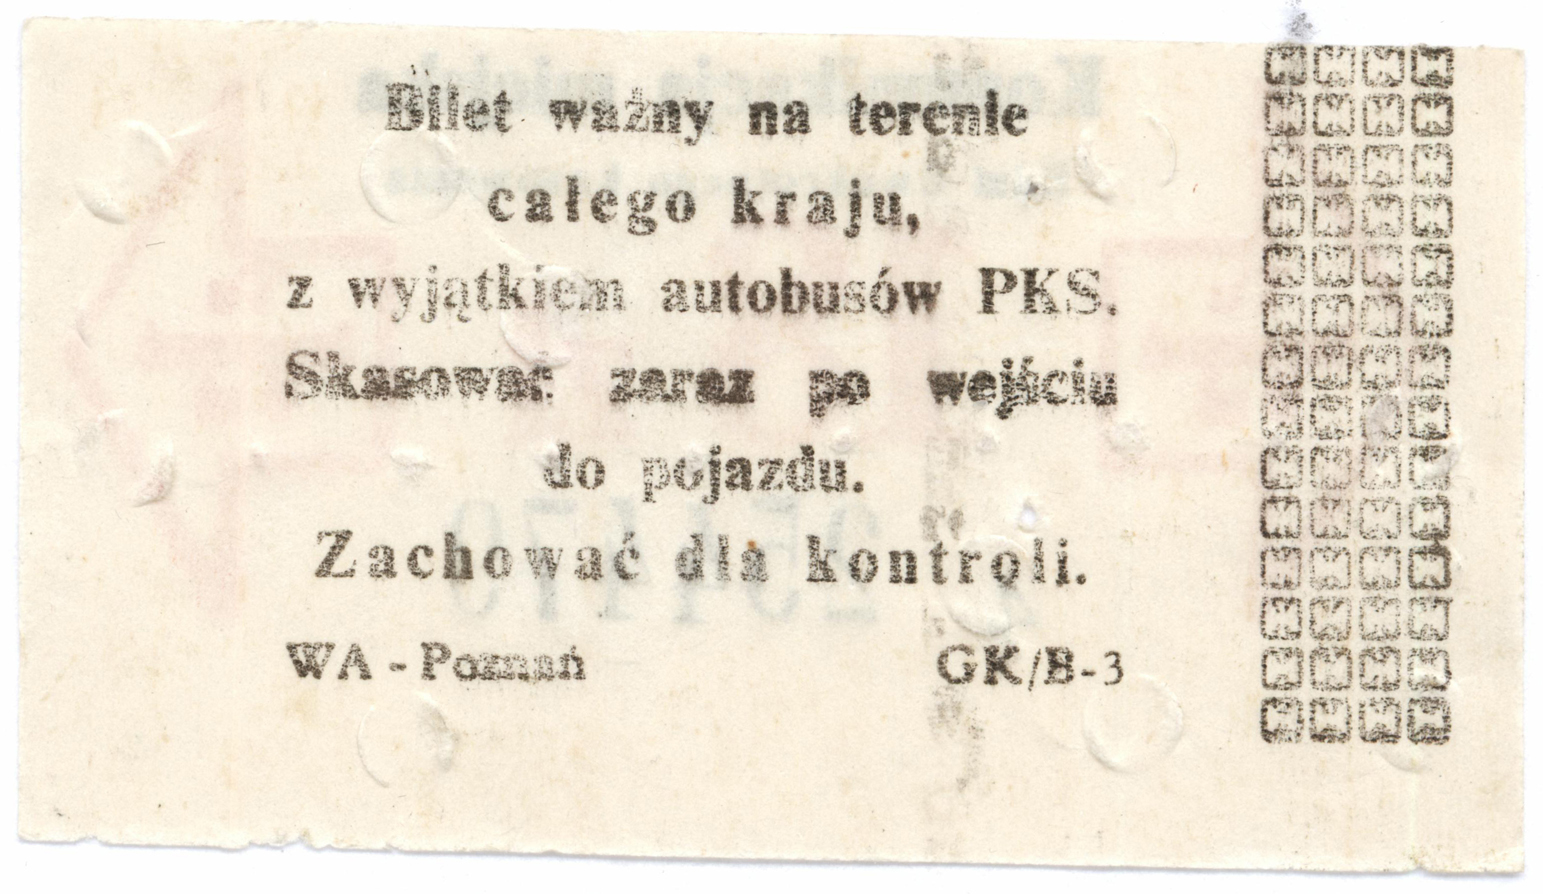 Bilet ważny na terenie
całego kraju,
z wyjątkiem autobusów PKS.
Skasować zaraz po wejściu
do pojazdu.
Zachować dla kontroli.
WA - Poznań GK/B-3